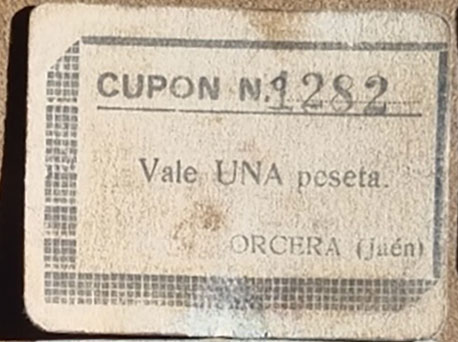 CUPON N.º 1282
Vale UNA peseta.
ORCERA (Jaén)